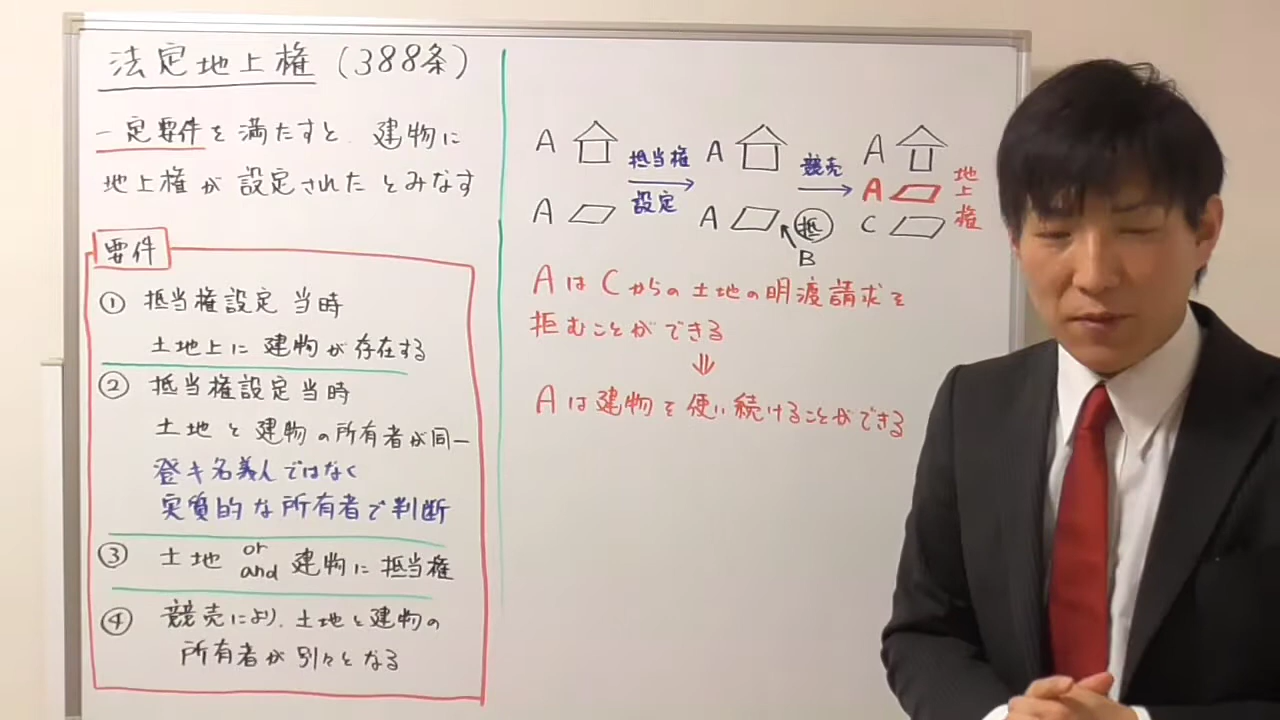 法定地上権(388条)
一定要件を満たすと、建物に
地上権が設定されたとみなす
要件
① 抵当権設定当時
土地上に建物が存在する
② 抵当権設定当時
土地と建物の所有者が同一
登キ名義人ではなく
実質的な所有者で判断
③ 土地 or and 建物に抵当権
④ 競売により、土地と建物の
所有者が別々となる
A 抵当権 A 競売 A 地上権
設定 A
A A 抵 C
B
AはCからの土地の明渡請求を
拒むことができる
⇓
Aは建物を使い続けることができる